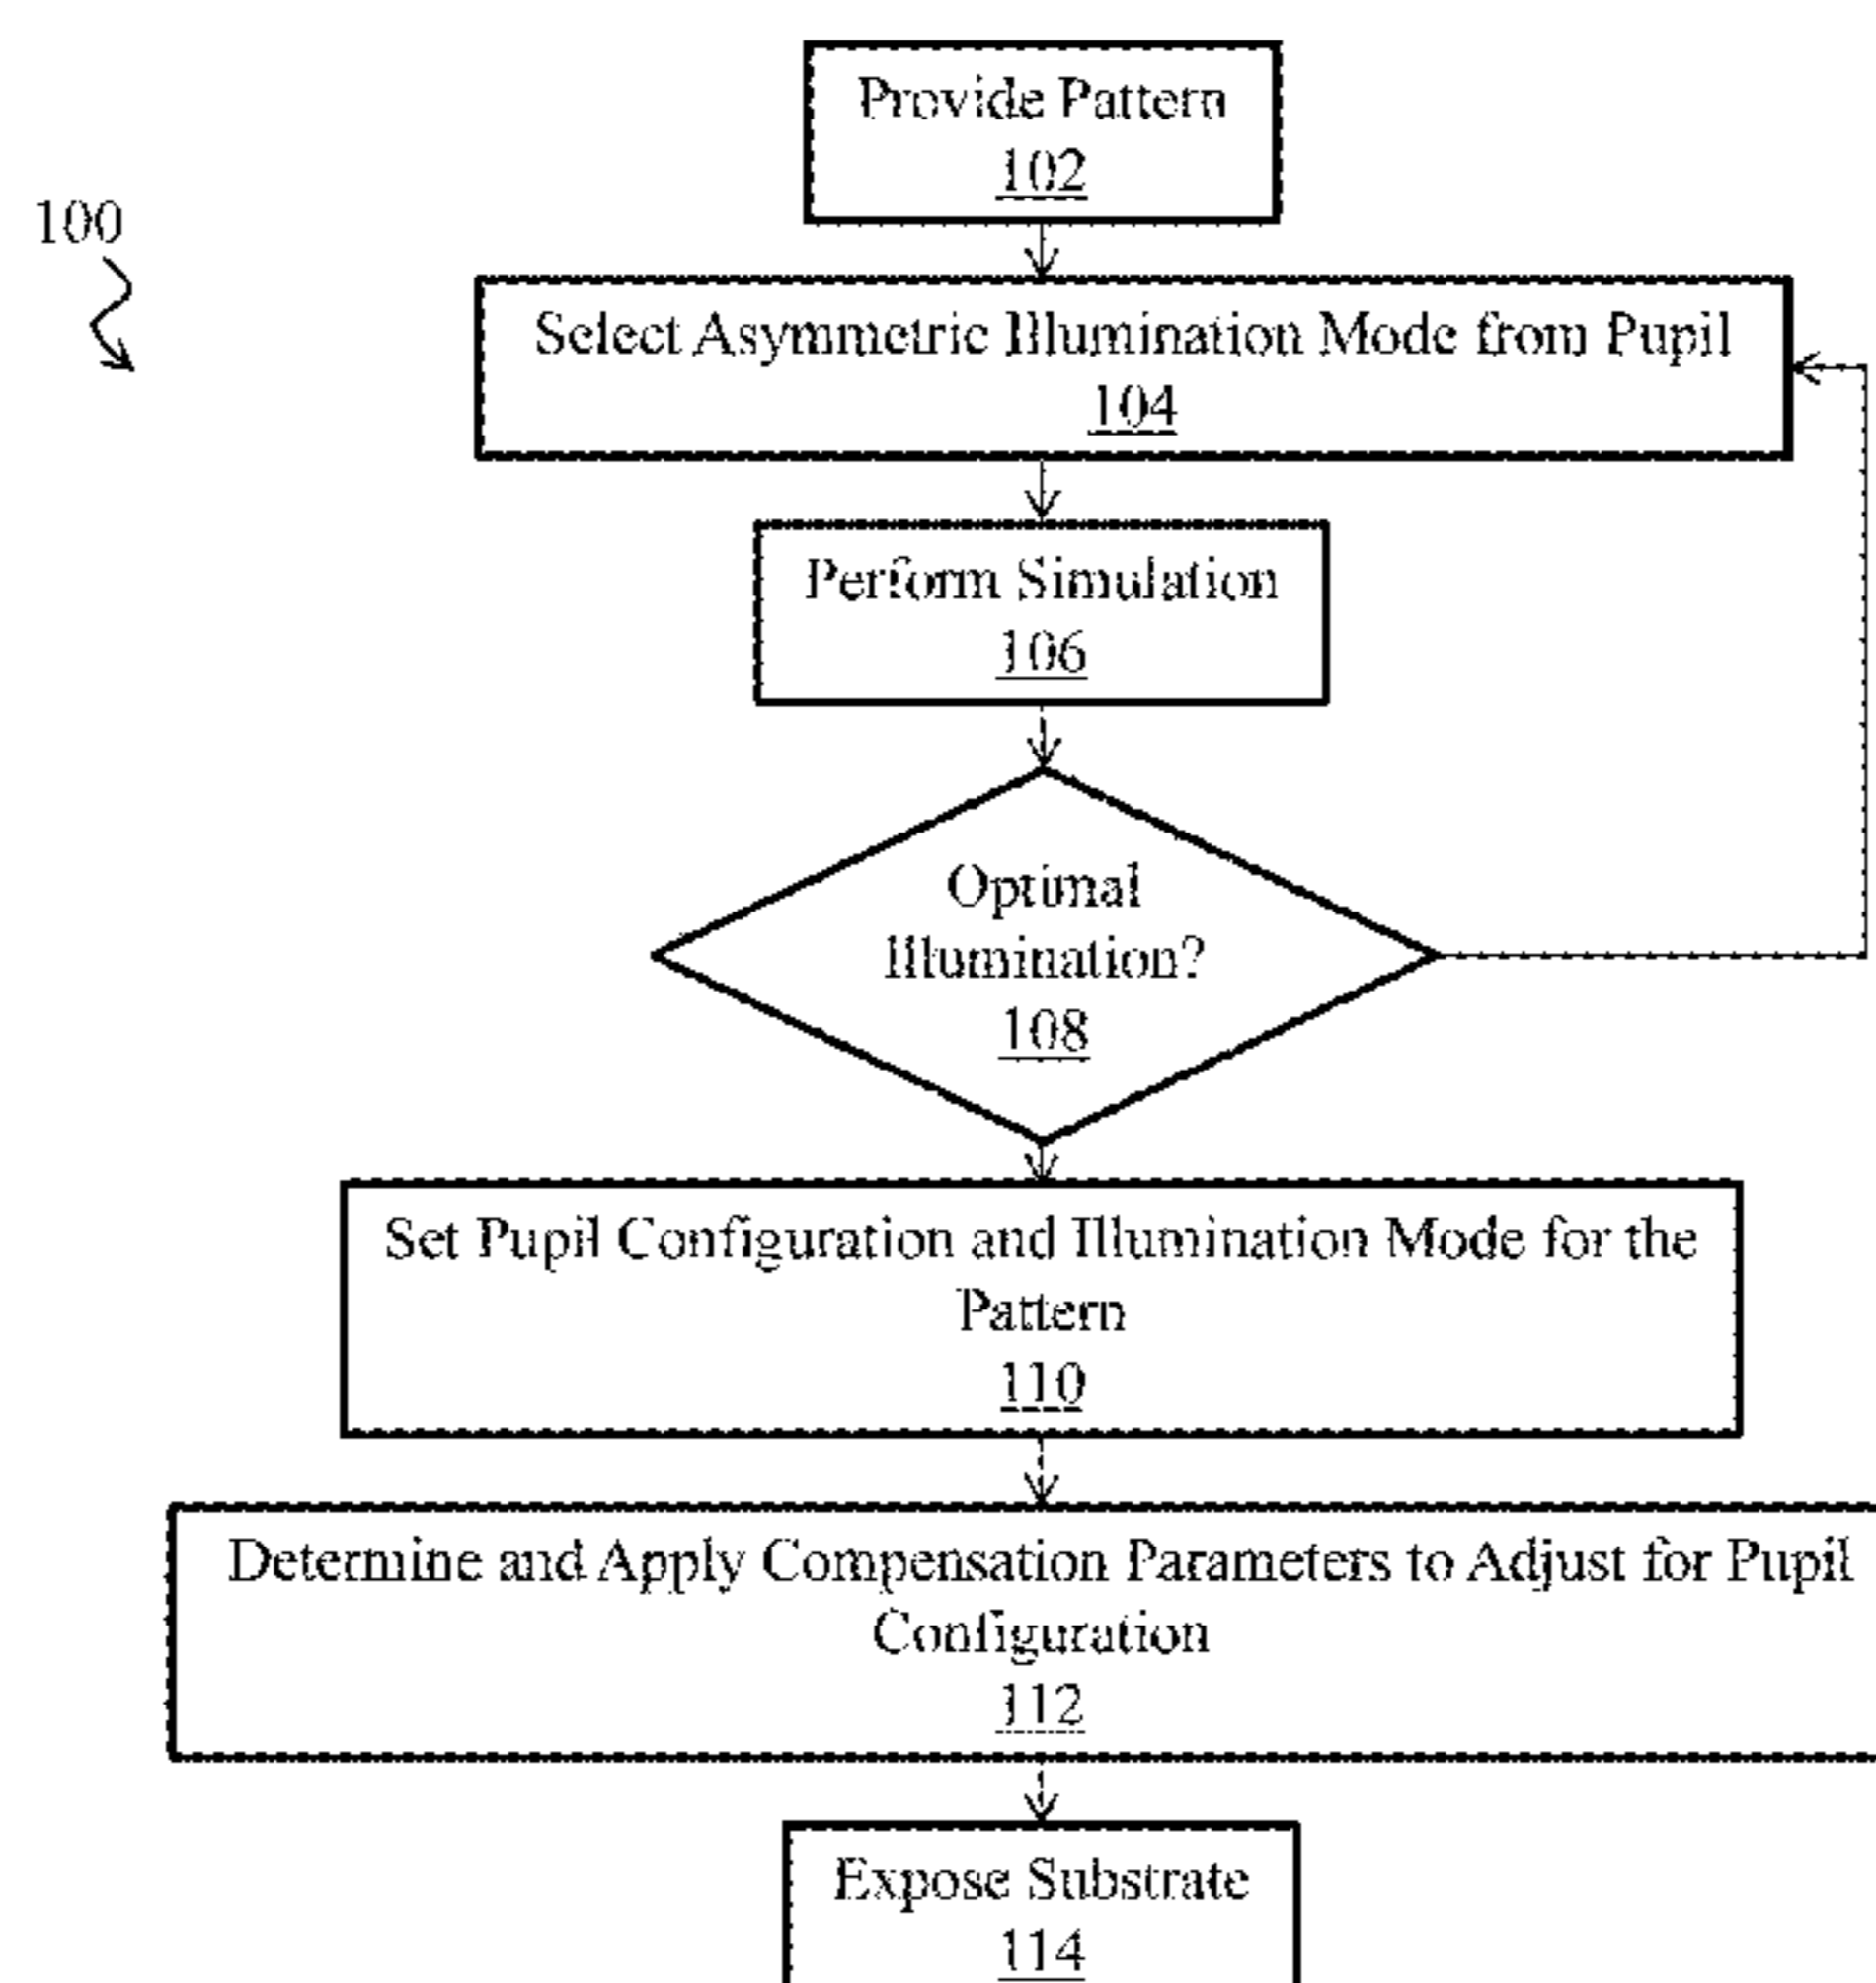 Provide Pattern
102
100
Select Asymmetric Illumination Mode from Pupil
104
Perform Simulation
106
Optimal
Illumination?
108
Set Pupil Configuration and Illumination Mode for the
Pattern
110
Determine and Apply Compensation Parameters to Adjust for Pupil
Configuration
112
Expose Substrate
114